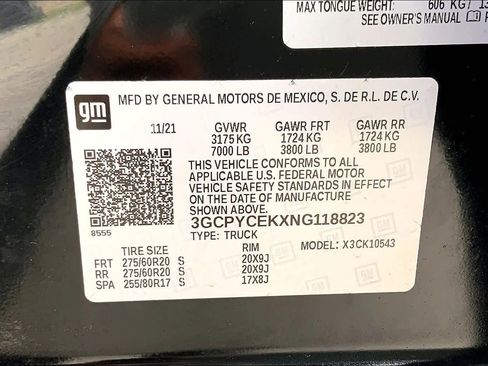 MAX TONGUE WEIGHT: 606 KG/ 13
SEE OWNER'S MANUAL
gm
MFD BY GENERAL MOTORS DE MEXICO, S. DE R.L. DE C.V.
11/21 GVWR GAWR FRT GAWR RR
3175 KG 1724 KG 1724 KG
7000 LB 3800 LB 3800 LB
THIS VEHICLE CONFORMS TO ALL
APPLICABLE U.S. FEDERAL MOTOR
VEHICLE SAFETY STANDARDS IN EFFECT
ON THE DATE OF MANUFACTURE
SHOWN ABOVE.
8555
3GCPYCEKXNG118823
TYPE: TRUCK MODEL: X3CK10543
TIRE SIZE RIM
FRT 275/60R20 S 20X9J
RR 275/60R20 S 20X9J
SPA 255/80R17 S 17X8J